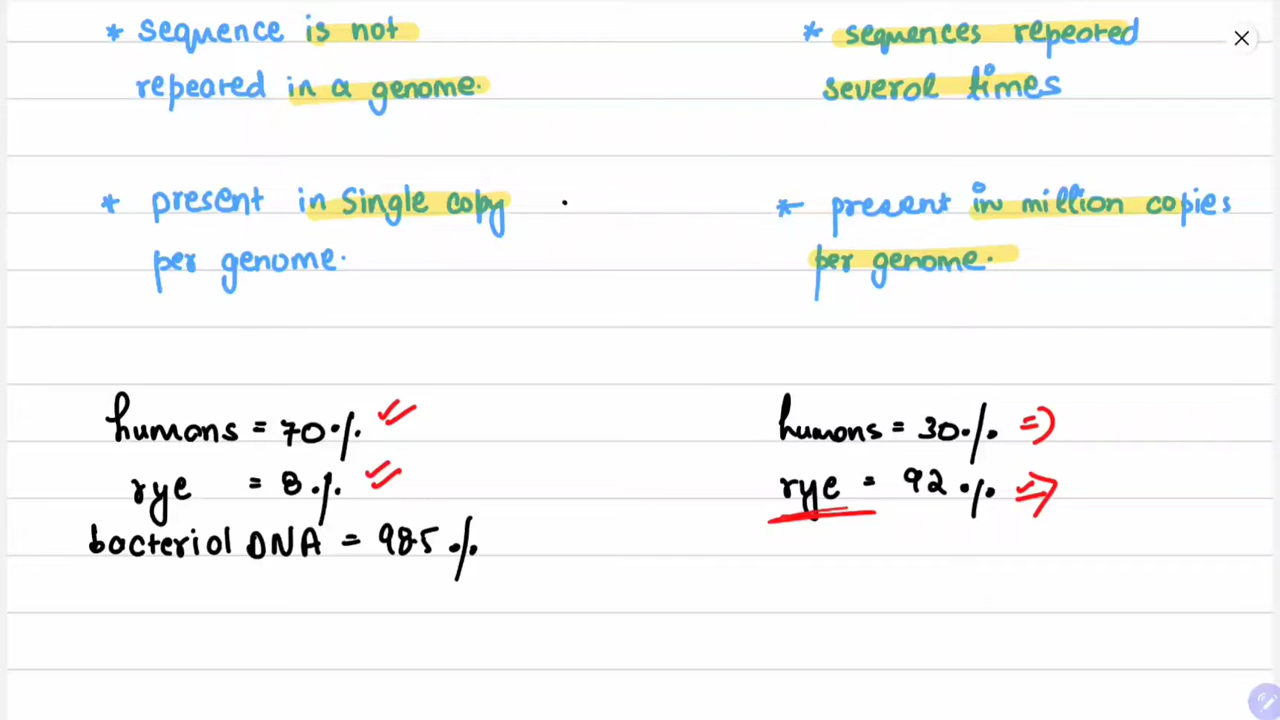 * sequence is not
repeated in a genome.
* present in single copy
per genome.
humans = 70%
rye = 8%
bacterial DNA = 98.5%
* sequences repeated
several times
* present in million copies
per genome.
humans = 30%
rye = 92%